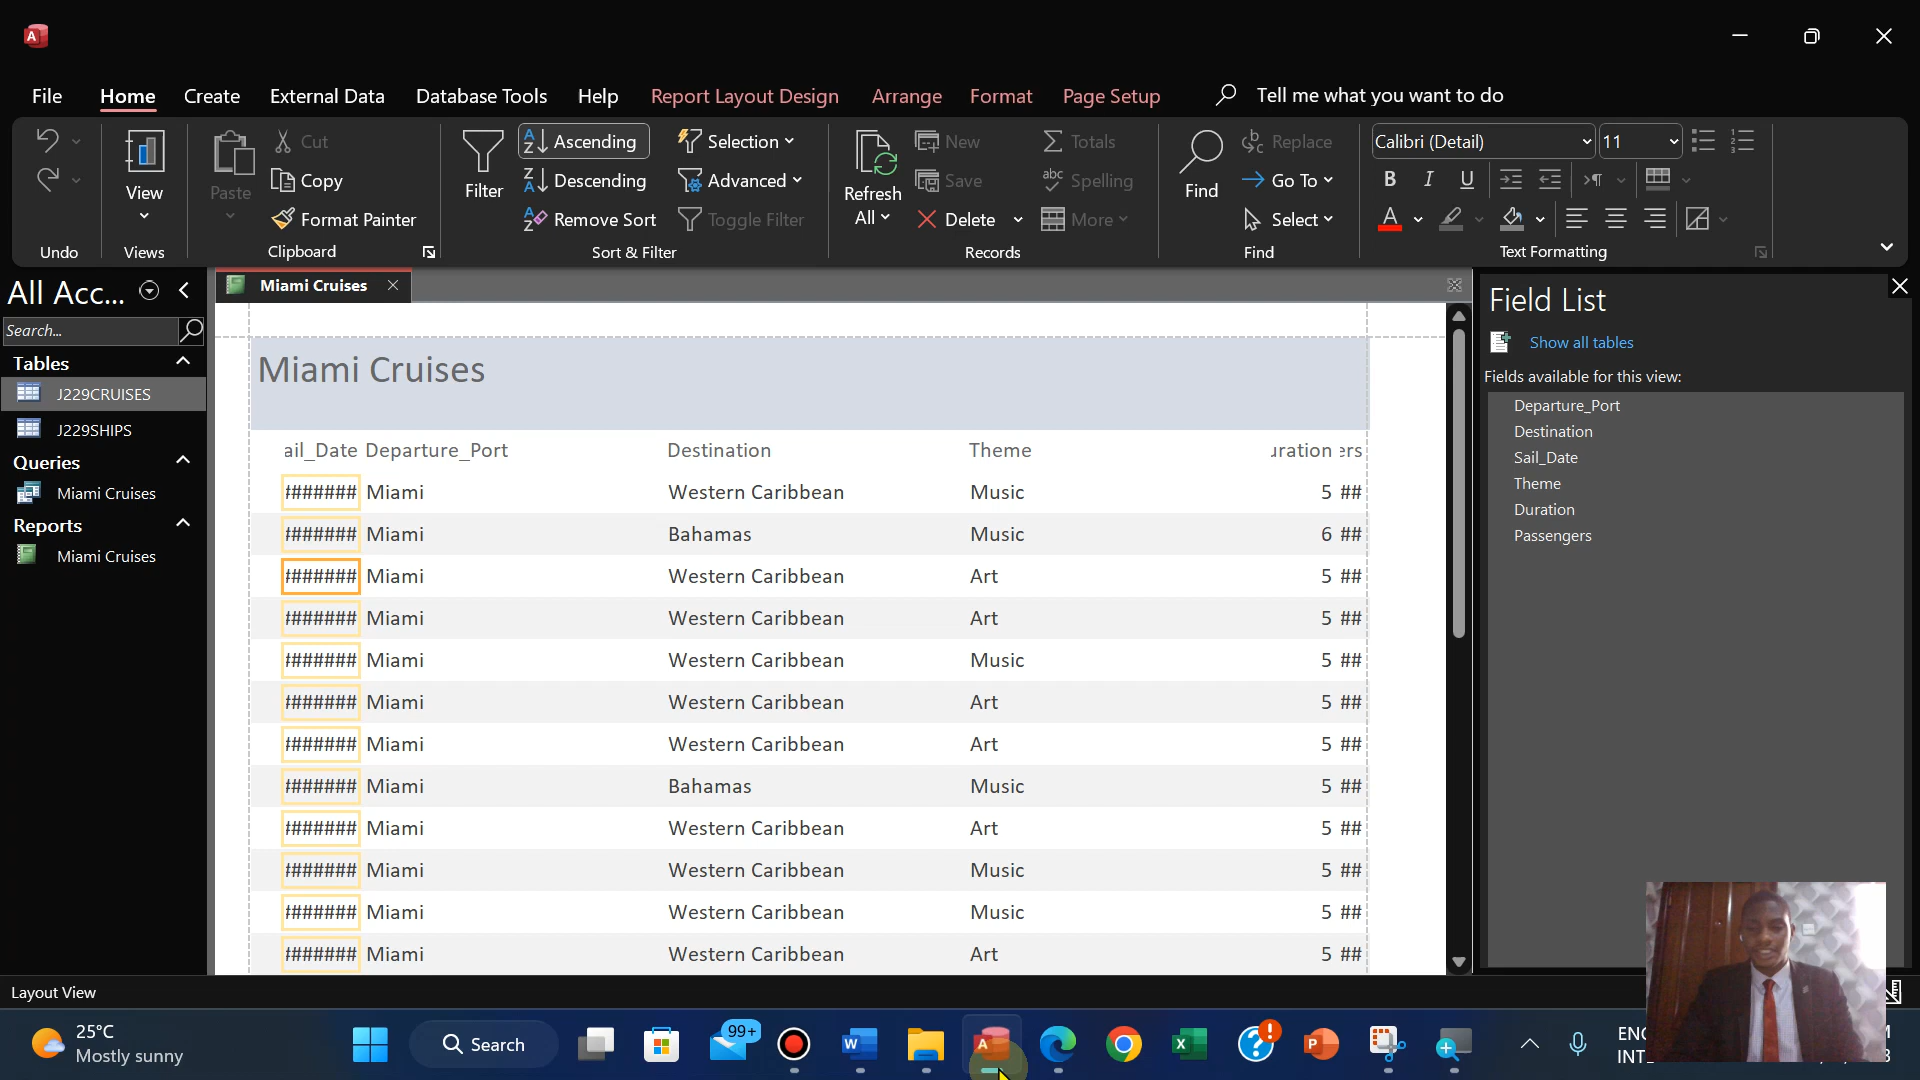 File Home Create External Data Database Tools Help Report Layout Design Arrange Format Page Setup Tell me what you want to do
View
Paste
Cut
Copy
Format Painter
Filter
Ascending
Descending
Remove Sort
Selection
Advanced
Toggle Filter
Refresh
All
New
Save
Delete
Totals
Spelling
More
Find
Replace
Go To
Select
Calibri (Detail) 11
B I U
Undo Views Clipboard Sort & Filter Records Find Text Formatting
All Acc...
Search...
Tables
J229CRUISES
J229SHIPS
Queries
Miami Cruises
Reports
Miami Cruises
Miami Cruises
Miami Cruises
ail_Date Departure_Port Destination Theme uration ers
####### Miami Western Caribbean Music 5 ##
####### Miami Bahamas Music 6 ##
####### Miami Western Caribbean Art 5 ##
####### Miami Western Caribbean Art 5 ##
####### Miami Western Caribbean Music 5 ##
####### Miami Western Caribbean Art 5 ##
####### Miami Western Caribbean Art 5 ##
####### Miami Bahamas Music 5 ##
####### Miami Western Caribbean Art 5 ##
####### Miami Western Caribbean Music 5 ##
####### Miami Western Caribbean Music 5 ##
####### Miami Western Caribbean Art 5 ##
Field List
Show all tables
Fields available for this view:
Departure_Port
Destination
Sail_Date
Theme
Duration
Passengers
Layout View
25°C
Mostly sunny
Search
99+